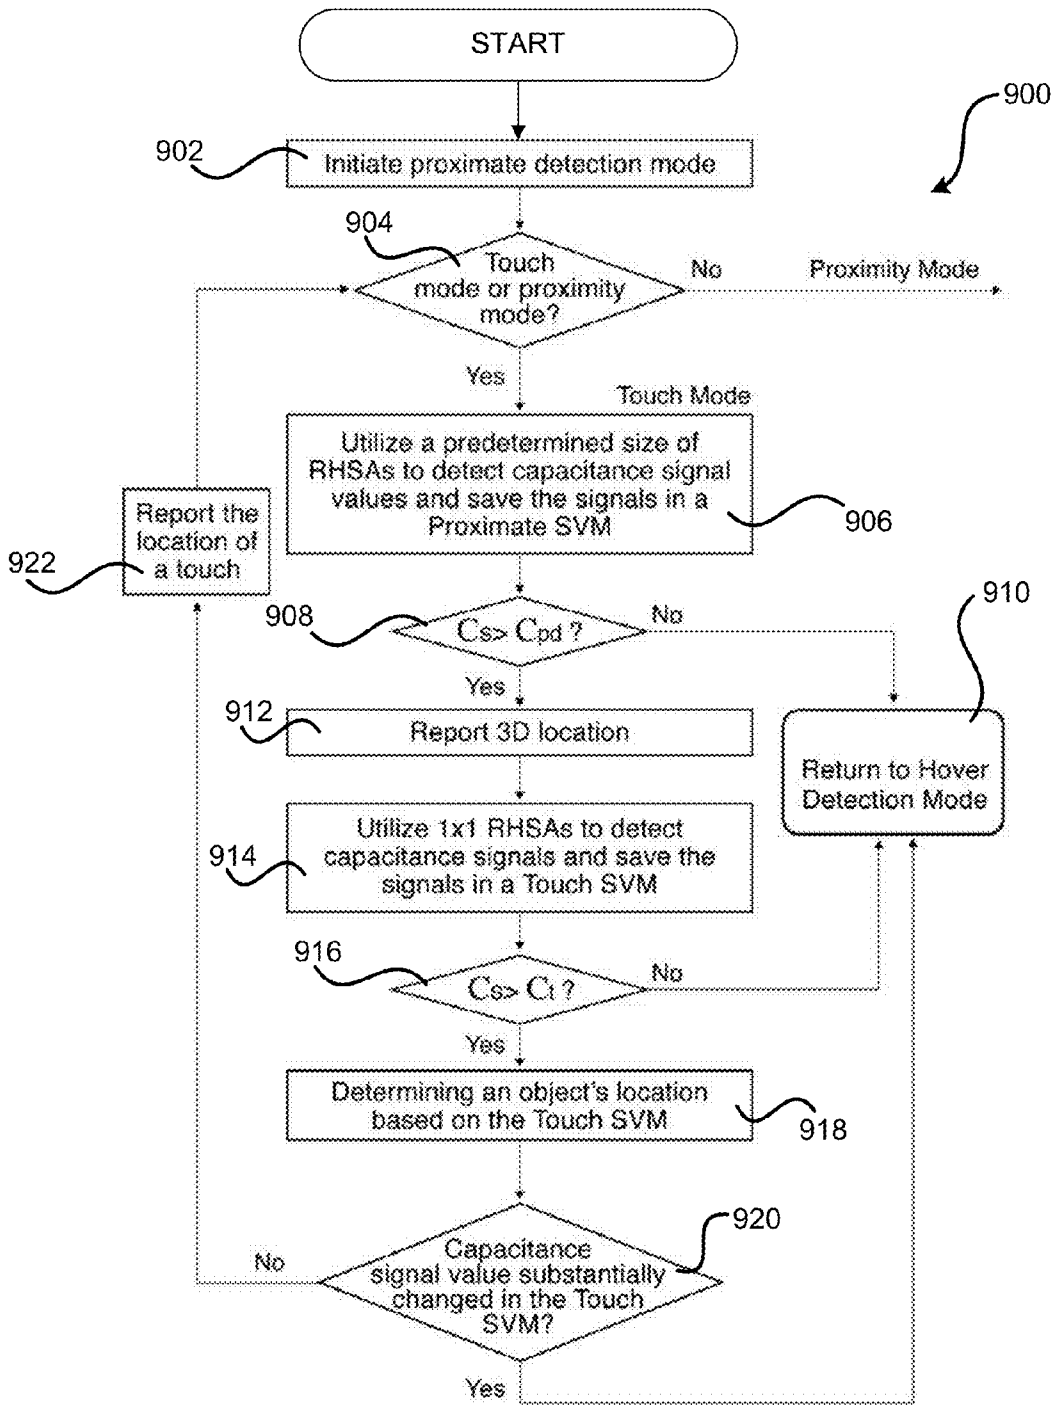 START
900
902
Initiate proximate detection mode
904
Touch
mode or proximity
mode?
No
Proximity Mode
Yes
Touch Mode
Utilize a predetermined size of
RHSAs to detect capacitance signal
values and save the signals in a
Proximate SVM
906
Report the
location of
a touch
922
908
Cs> Cpd ?
No
910
Yes
912
Report 3D location
Return to Hover
Detection Mode
Utilize 1x1 RHSAs to detect
capacitance signals and save the
signals in a Touch SVM
914
916
Cs> Ct ?
No
Yes
Determining an object's location
based on the Touch SVM
918
920
Capacitance
signal value substantially
changed in the Touch
SVM?
No
Yes